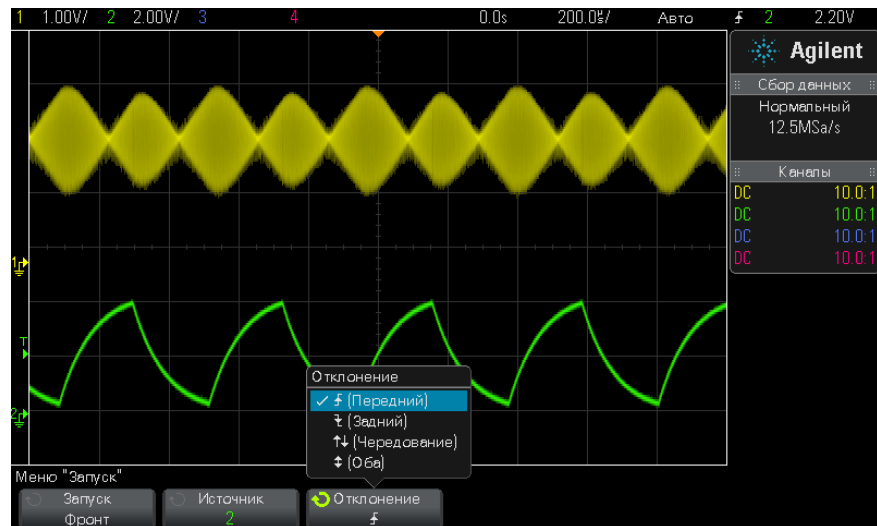 1 1.00V/ 2 2.00V/ 3 4 0.0s 200.0µs/ Авто 2 2.20V
Agilent
Сбор данных
Нормальный
12.5MSa/s
Каналы
DC 10.0:1
DC 10.0:1
DC 10.0:1
DC 10.0:1
1
T
2
Отклонение
✓ (Передний)
(Задний)
↑↓ (Чередование)
↕ (Оба)
Меню "Запуск"
Запуск
Фронт
Источник
2
Отклонение